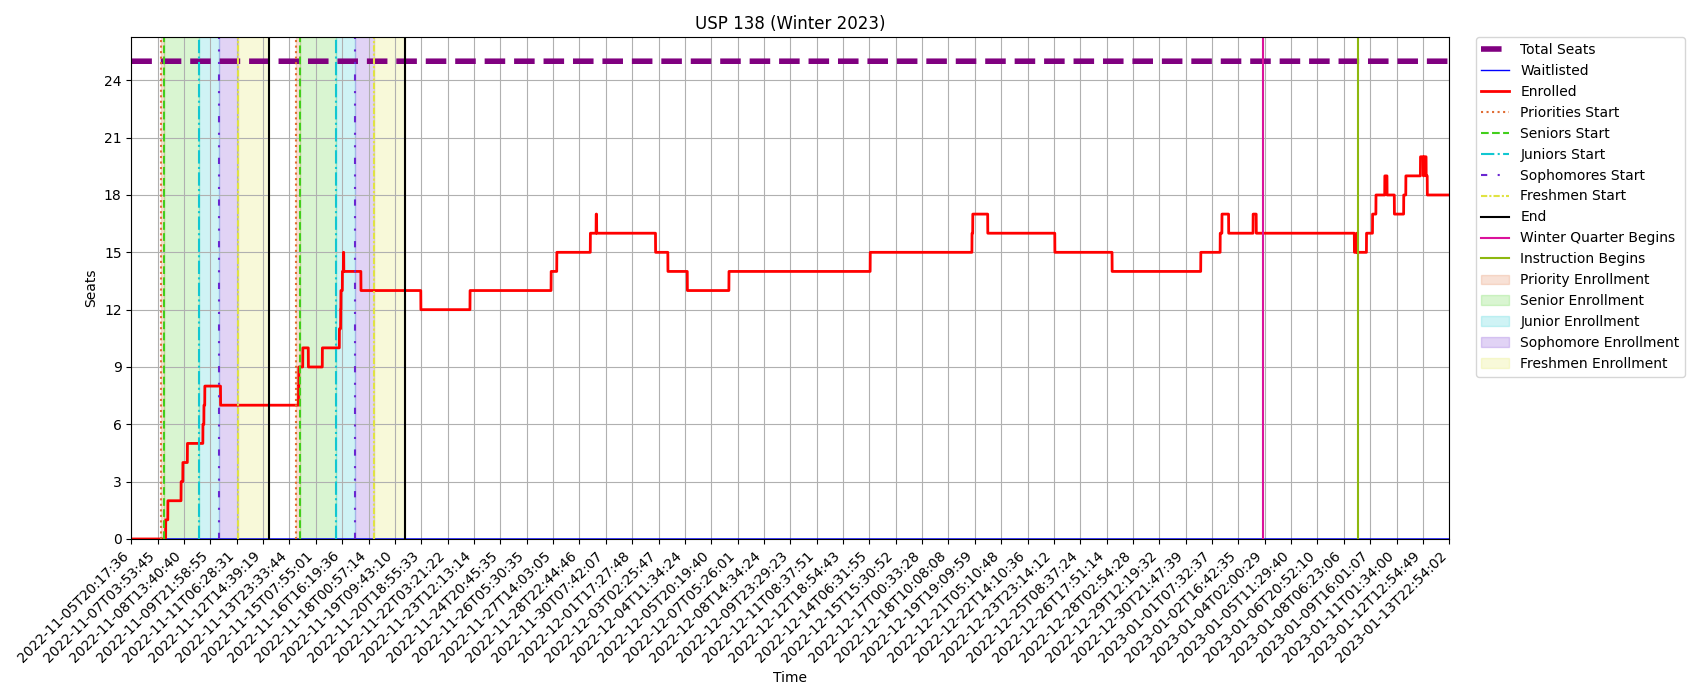 USP 138 (Winter 2023)
Seats
24
21
18
15
12
9
6
3
0
2022-11-05T20:17:36
2022-11-07T03:53:45
2022-11-08T13:40:40
2022-11-09T21:58:55
2022-11-11T06:28:31
2022-11-12T14:39:19
2022-11-13T23:33:44
2022-11-15T07:55:01
2022-11-16T16:19:36
2022-11-18T00:57:14
2022-11-19T09:43:10
2022-11-20T18:55:33
2022-11-22T03:21:22
2022-11-23T12:13:14
2022-11-24T20:45:35
2022-11-26T05:30:35
2022-11-27T14:03:05
2022-11-28T22:44:46
2022-11-30T07:42:07
2022-12-01T17:27:48
2022-12-03T02:25:47
2022-12-04T11:34:24
2022-12-05T20:19:40
2022-12-07T05:26:01
2022-12-08T14:34:24
2022-12-09T23:29:23
2022-12-11T08:37:51
2022-12-12T18:54:43
2022-12-14T06:31:55
2022-12-15T15:30:52
2022-12-17T00:33:28
2022-12-18T10:08:08
2022-12-19T19:09:59
2022-12-21T05:10:48
2022-12-22T14:10:36
2022-12-23T23:14:12
2022-12-25T08:37:24
2022-12-26T17:51:14
2022-12-28T02:54:28
2022-12-29T12:19:32
2022-12-30T21:47:39
2023-01-01T07:32:37
2023-01-02T16:42:35
2023-01-04T02:00:29
2023-01-05T11:29:40
2023-01-06T20:52:10
2023-01-08T06:23:06
2023-01-09T16:01:07
2023-01-11T01:34:00
2023-01-12T12:54:49
2023-01-13T22:54:02
Time
Total Seats
Waitlisted
Enrolled
Priorities Start
Seniors Start
Juniors Start
Sophomores Start
Freshmen Start
End
Winter Quarter Begins
Instruction Begins
Priority Enrollment
Senior Enrollment
Junior Enrollment
Sophomore Enrollment
Freshmen Enrollment